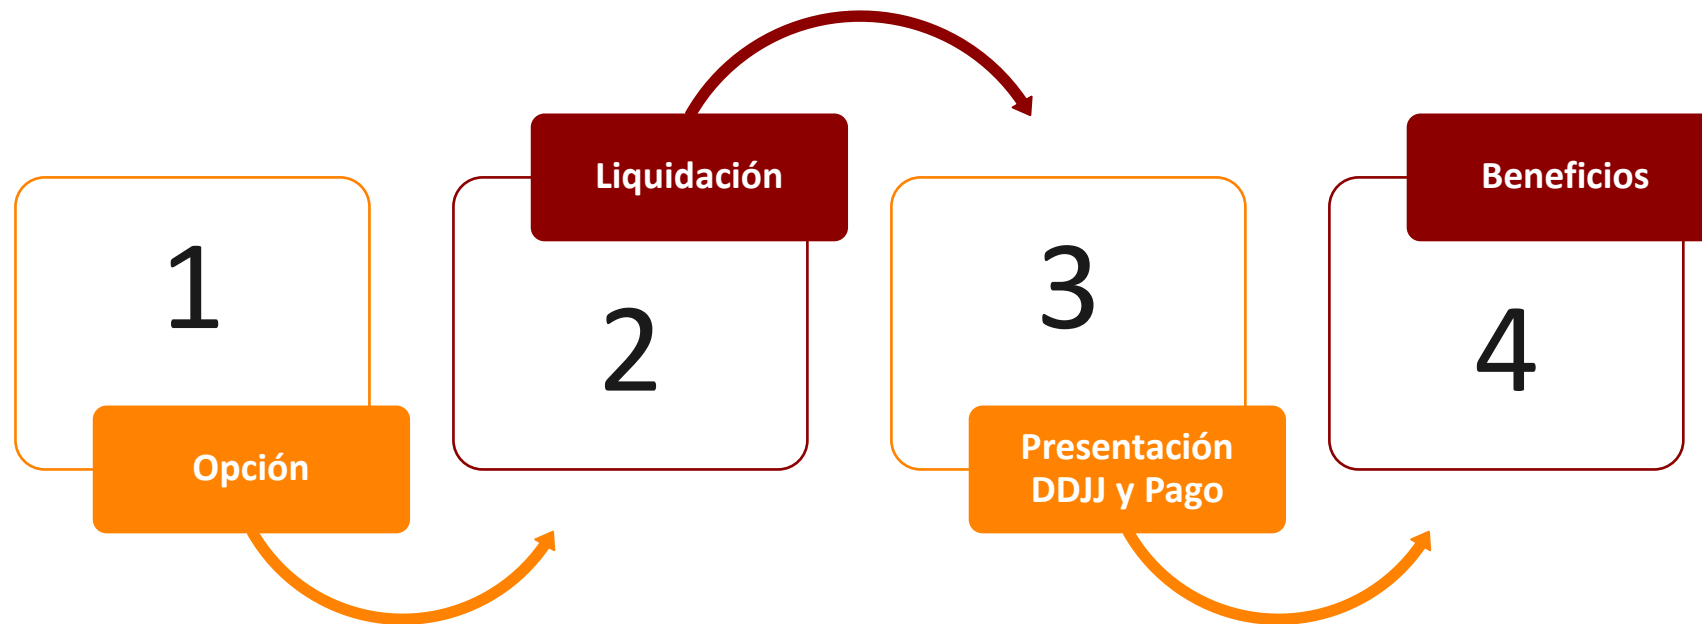 1
Opción
Liquidación
2
3
Presentación
DDJJ y Pago
Beneficios
4